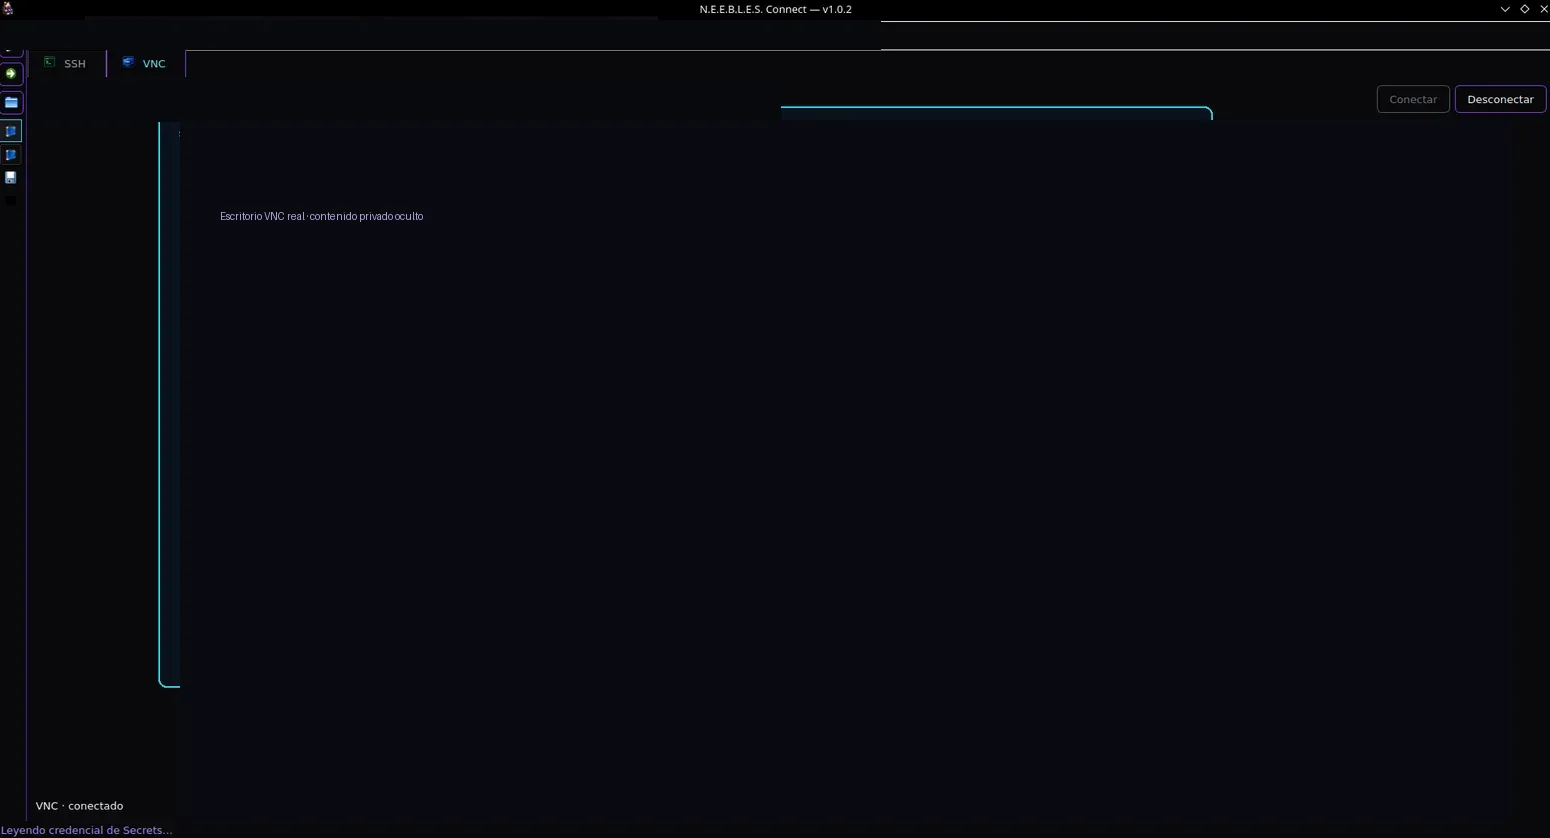 N.E.E.B.L.E.S. Connect — v1.0.2
SSH
VNC
Conectar
Desconectar
Escritorio VNC real · contenido privado oculto
VNC · conectado
Leyendo credencial de Secrets...